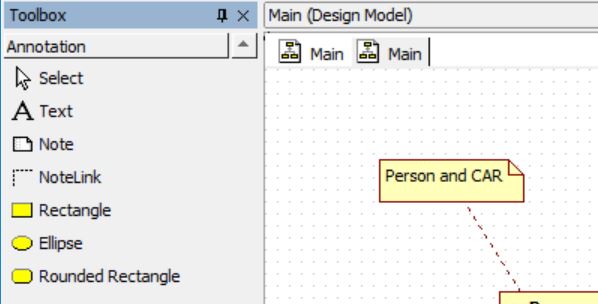 Toolbox
Main (Design Model)
Annotation
Main
Main
Select
A Text
Note
NoteLink
Rectangle
Ellipse
Rounded Rectangle
Person and CAR